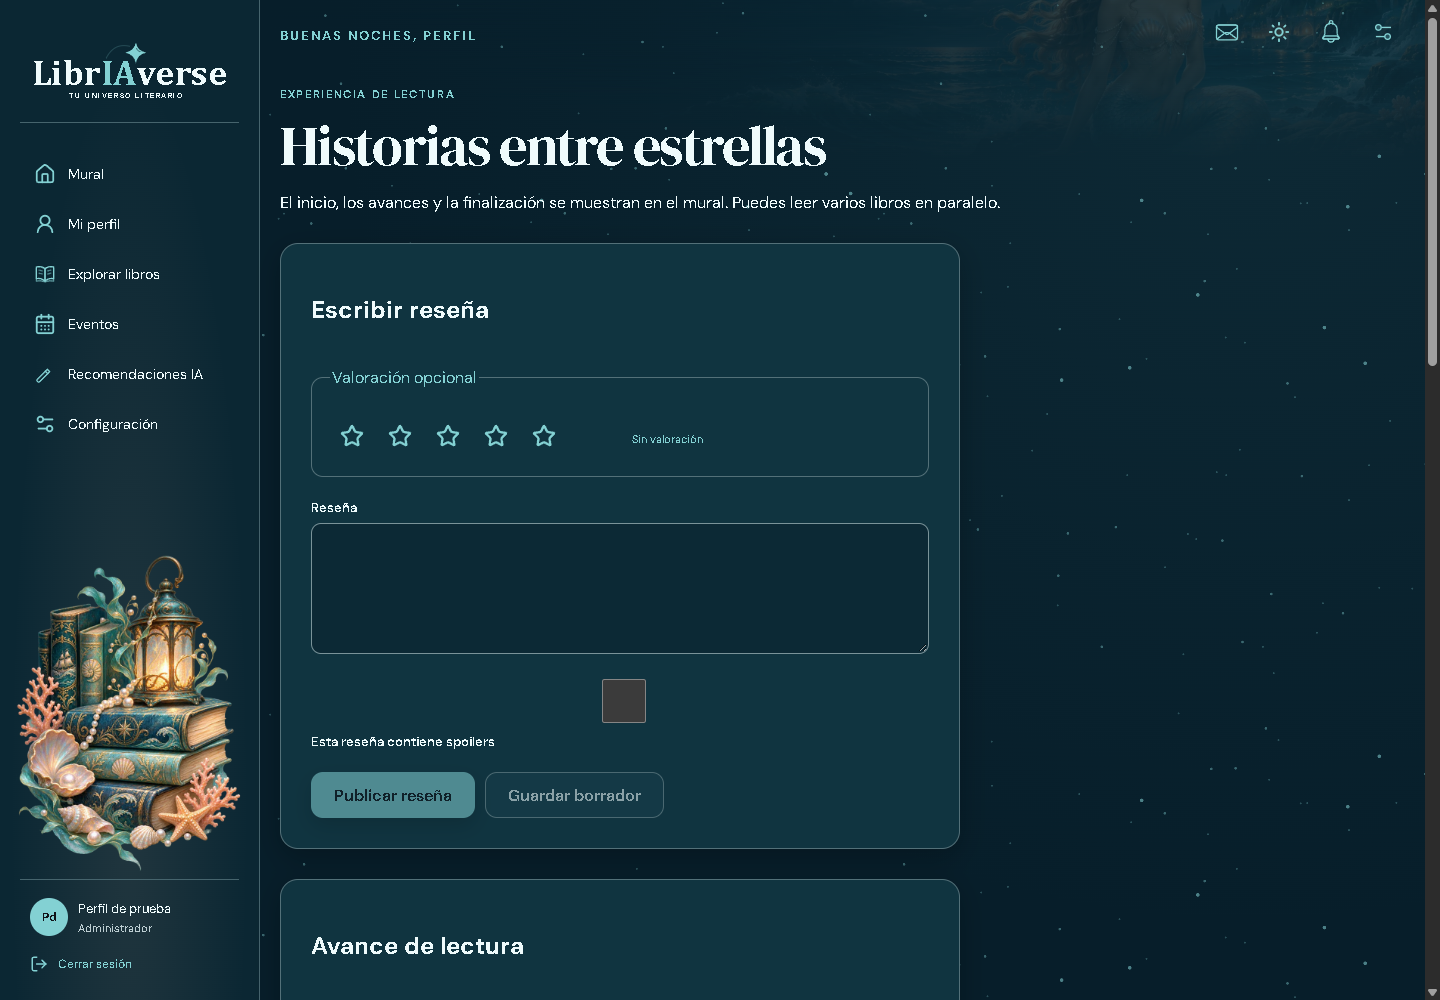 LibrIAverse
TU UNIVERSO LITERARIO
Mural
Mi perfil
Explorar libros
Eventos
Recomendaciones IA
Configuración
Pd
Perfil de prueba
Administrador
Cerrar sesión
BUENAS NOCHES, PERFIL
EXPERIENCIA DE LECTURA
Historias entre estrellas
El inicio, los avances y la finalización se muestran en el mural. Puedes leer varios libros en paralelo.
Escribir reseña
Valoración opcional
Sin valoración
Reseña
Esta reseña contiene spoilers
Publicar reseña
Guardar borrador
Avance de lectura